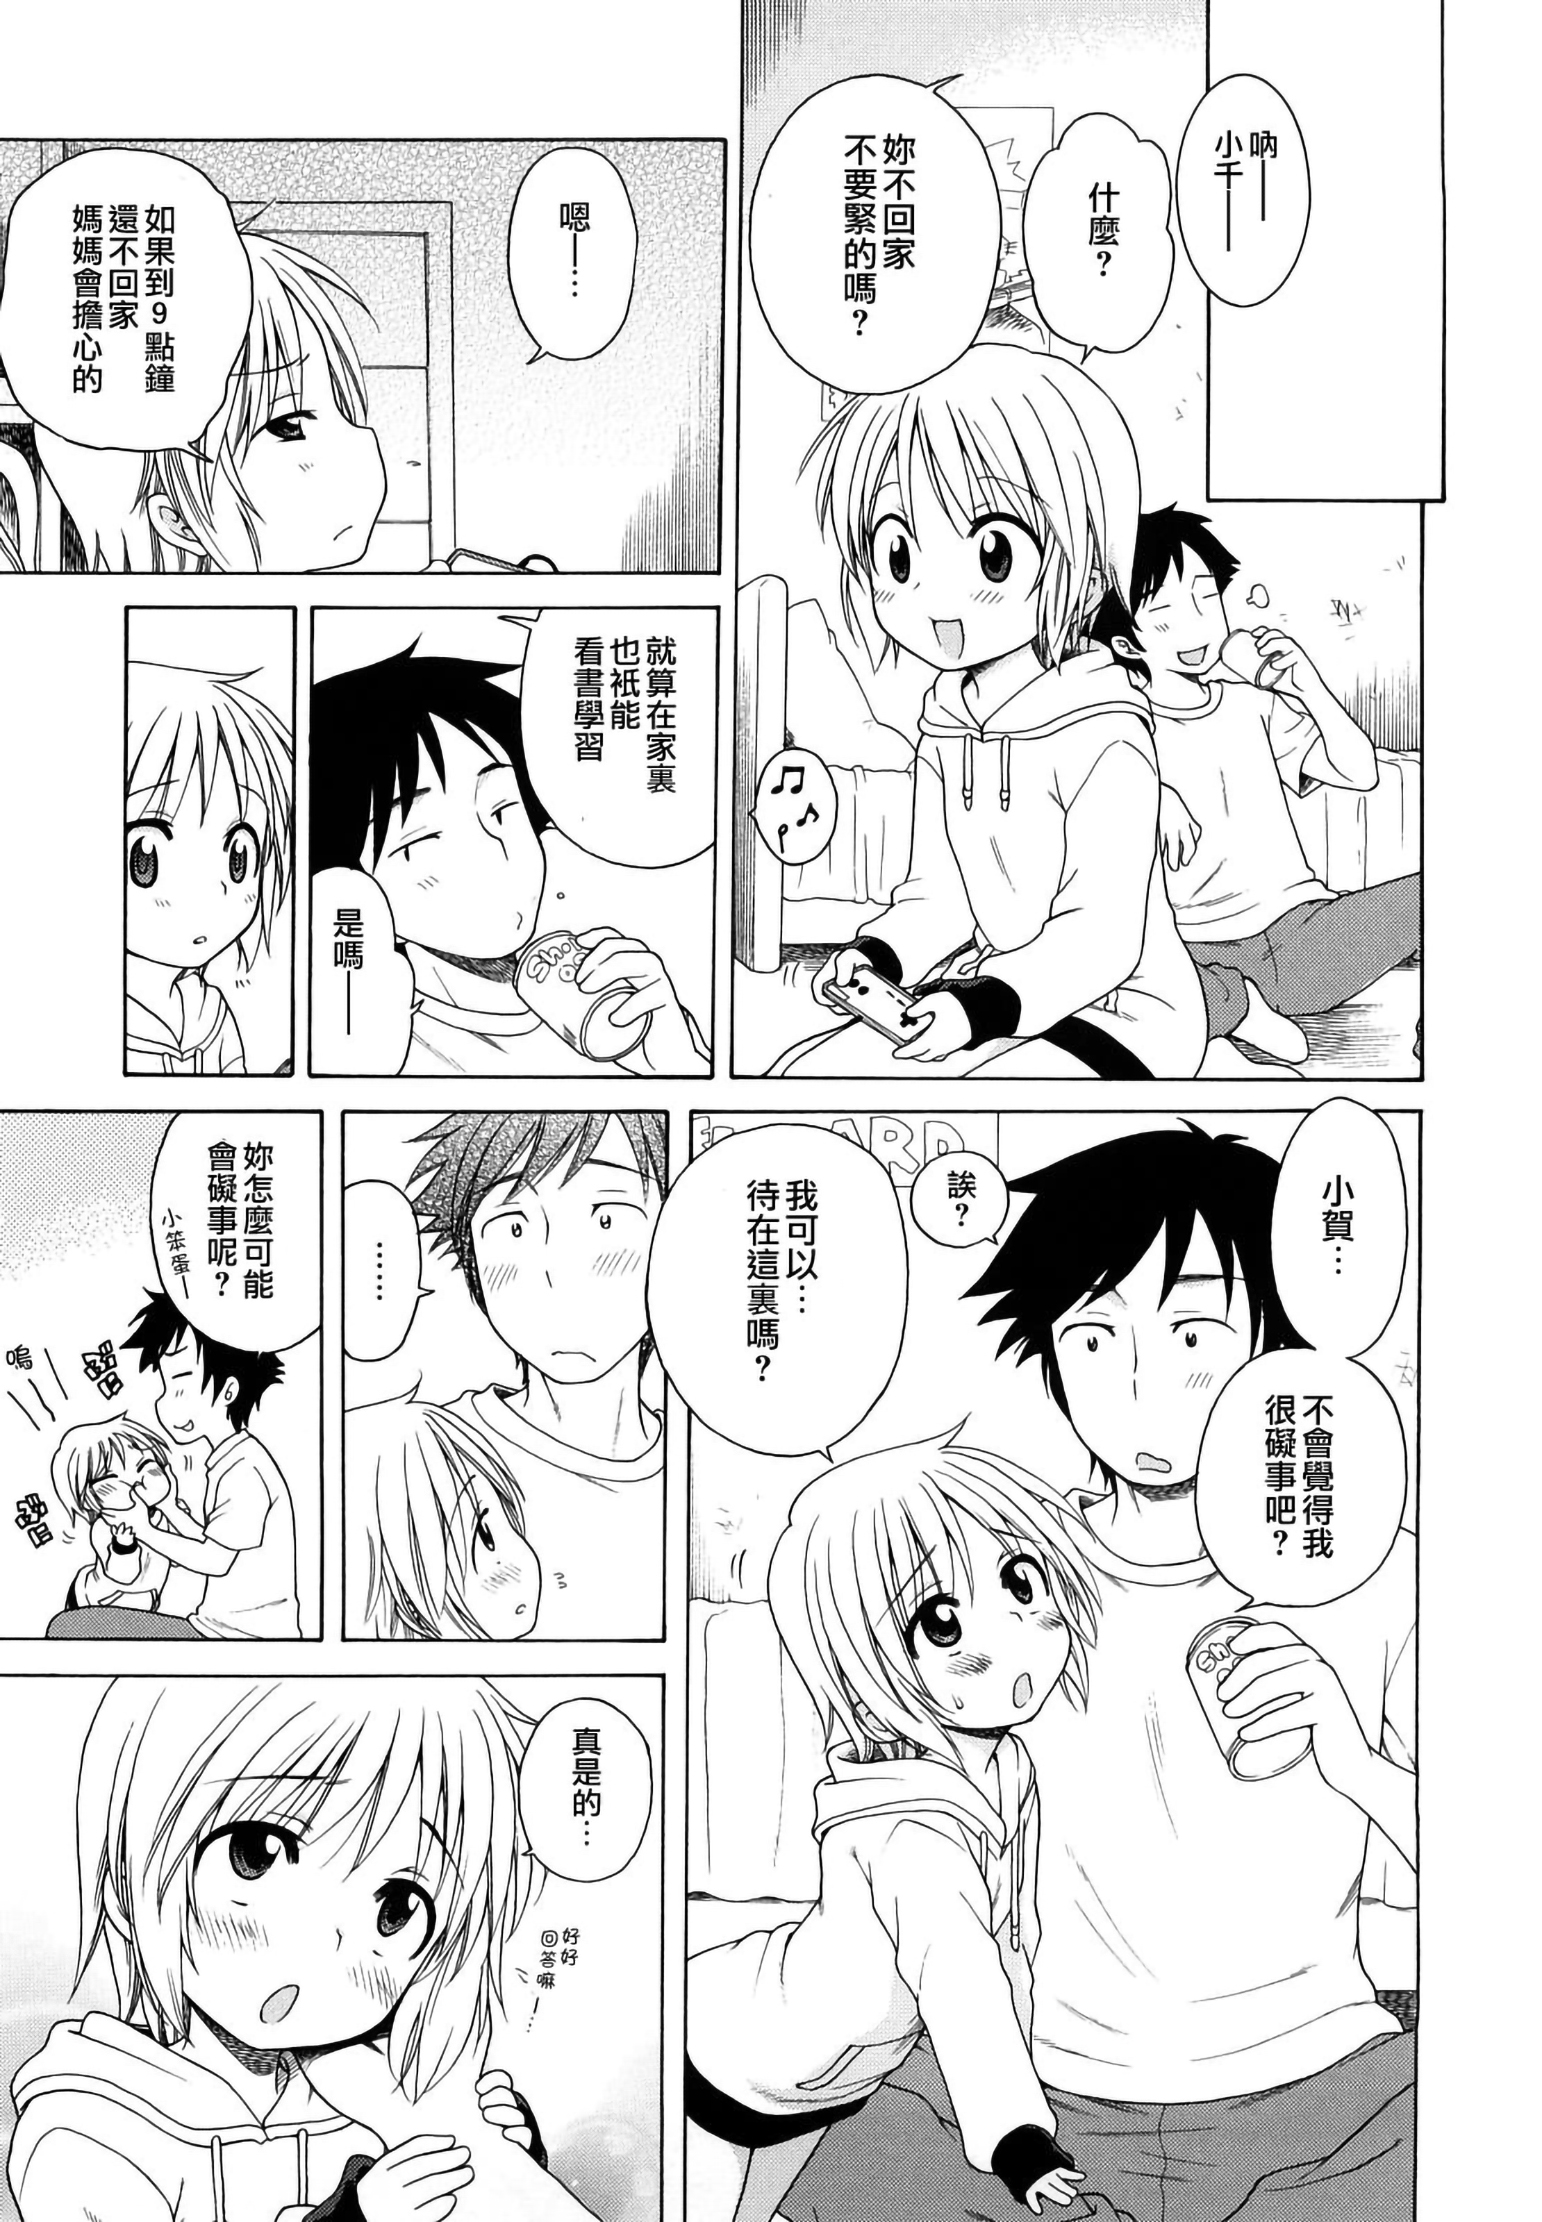 吶——
小千——
什麼?
妳不回家
不要緊的嗎?
嗯—…
如果到9點鐘
還不回家
媽媽會擔心的
就算在家裏
也祇能
看書學習
是嗎——
小賀…
不會覺得我
很礙事吧?
誒?
我可以…
待在這裏嗎?
……
妳怎麼可能
會礙事呢?
小笨蛋—
嗚——
真是的…
好好
回答嘛—